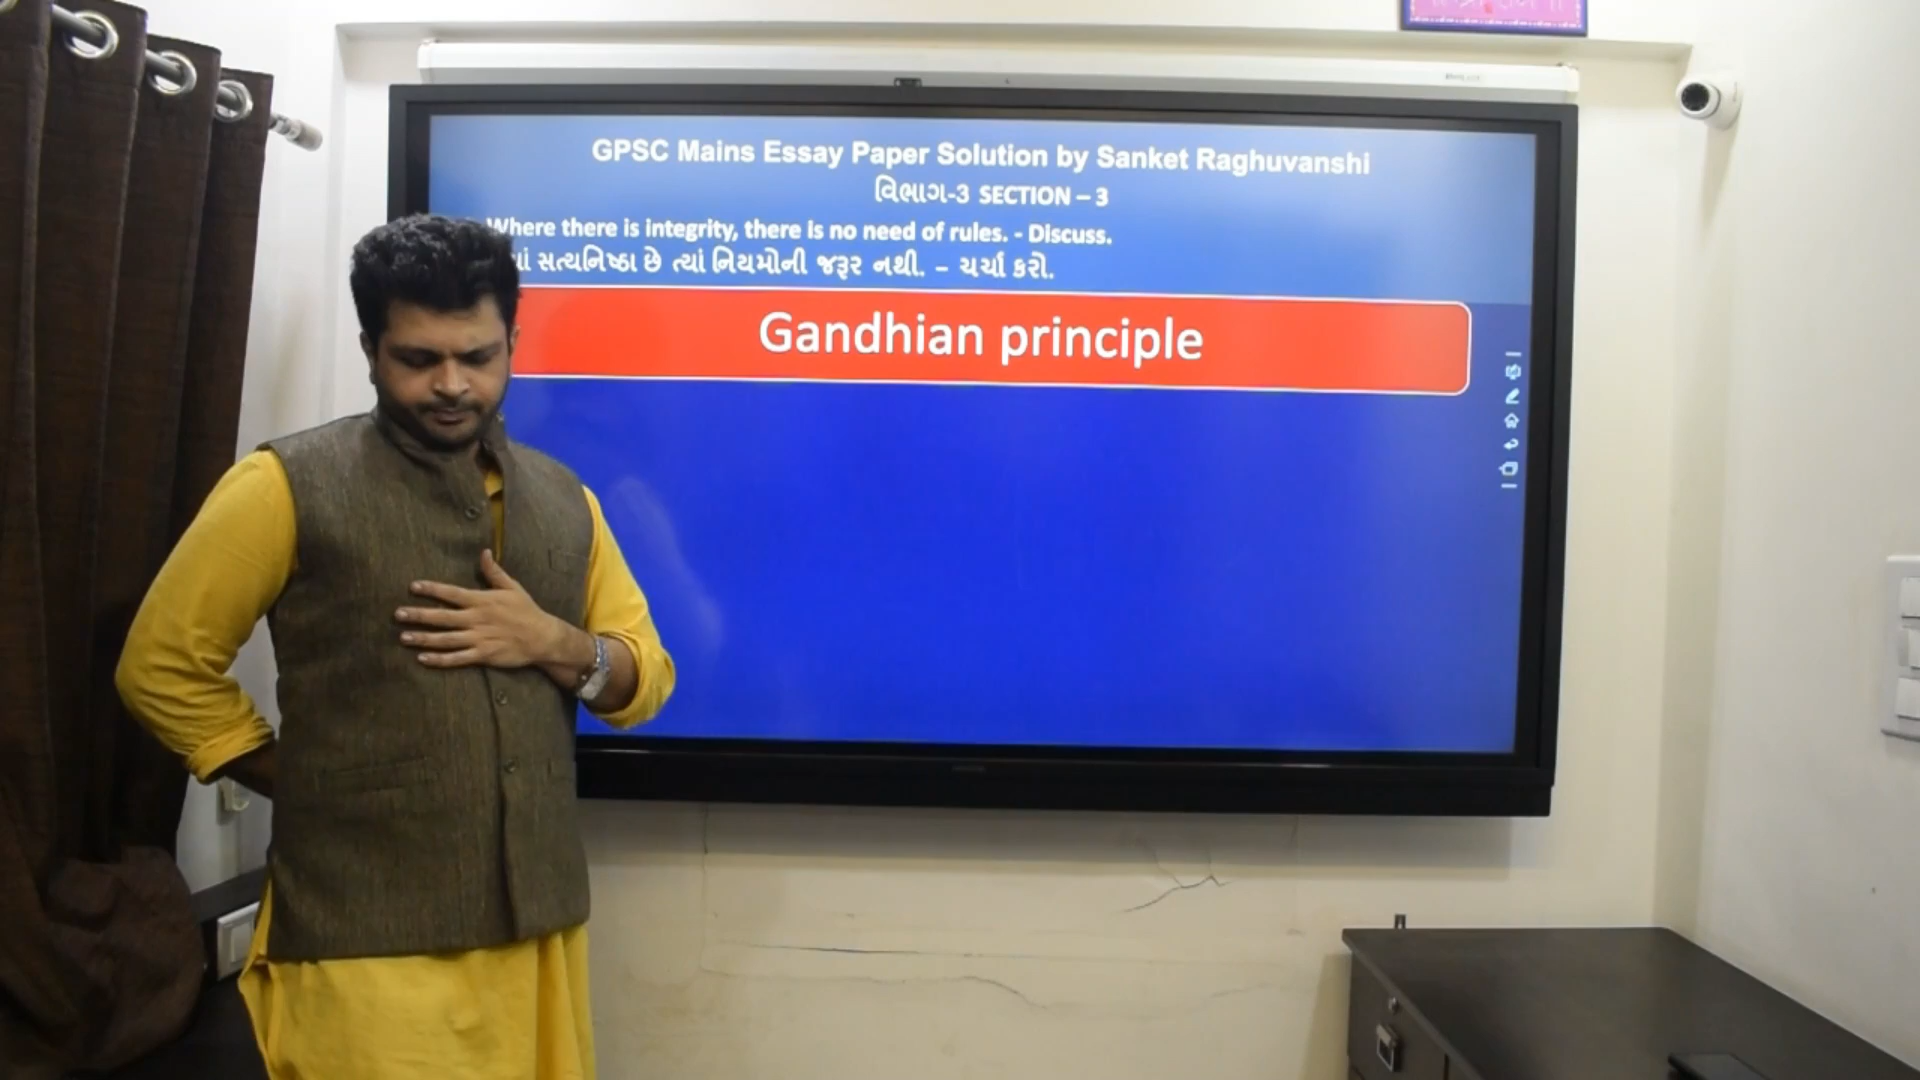 GPSC Mains Essay Paper Solution by Sanket Raghuvanshi
વિભાગ-3 SECTION – 3
Where there is integrity, there is no need of rules. - Discuss.
સત્યનિષ્ઠા છે ત્યાં નિયમોની જરૂર નથી. – ચર્ચા કરો.
Gandhian principle